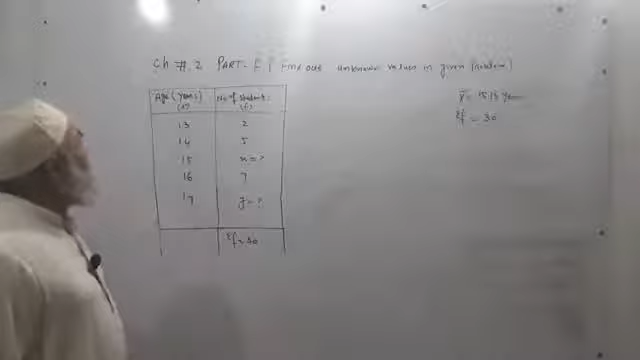 Ch #.2 PART-F ( Find out unknown values in given problem)
Age (years) No of students
(x) (f)
13 2
14 5
15 x = ?
16 7
17 y = ?
Σf = 30
x̄ = 15.13 years
Σf = 30